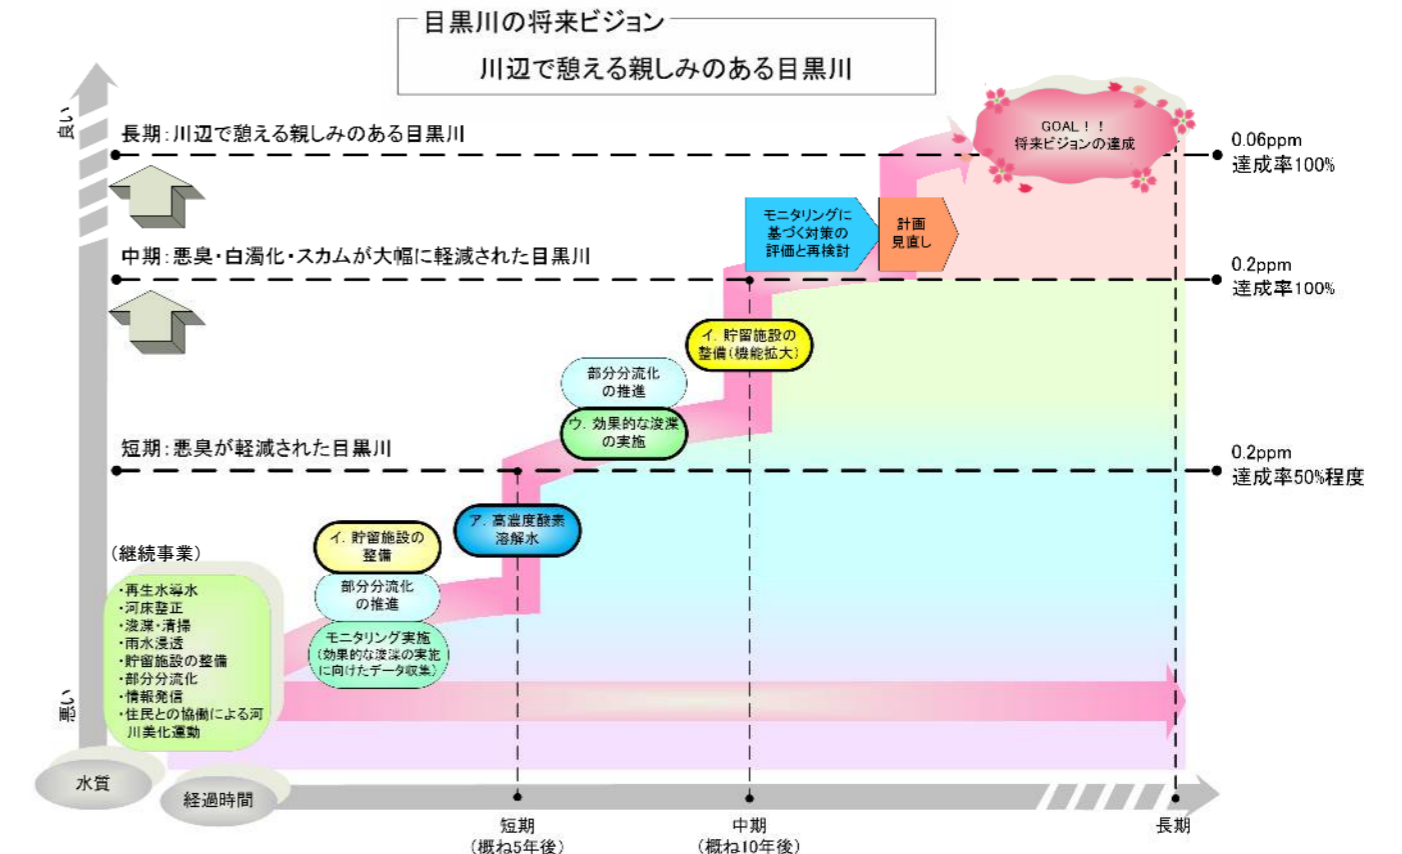 目黒川の将来ビジョン
川辺で憩える親しみのある目黒川
良い
長期：川辺で憩える親しみのある目黒川
GOAL！！
将来ビジョンの達成
0.06ppm
達成率100%
モニタリングに
基づく対策の
評価と再検討
計画
見直し
中期：悪臭・白濁化・スカムが大幅に軽減された目黒川
0.2ppm
達成率100%
イ．貯留施設の
整備（機能拡大）
部分分流化
の推進
ウ．効果的な浚渫
の実施
短期：悪臭が軽減された目黒川
0.2ppm
達成率50%程度
ア．高濃度酸素
溶解水
イ．貯留施設の
整備
部分分流化
の推進
モニタリング実施
（効果的な浚渫の実施
に向けたデータ収集）
（継続事業）
・再生水導水
・河床整正
・浚渫・清掃
・雨水浸透
・貯留施設の整備
・部分分流化
・情報発信
・住民との協働による河
川美化運動
悪い
水質
経過時間
短期
（概ね5年後）
中期
（概ね10年後）
長期